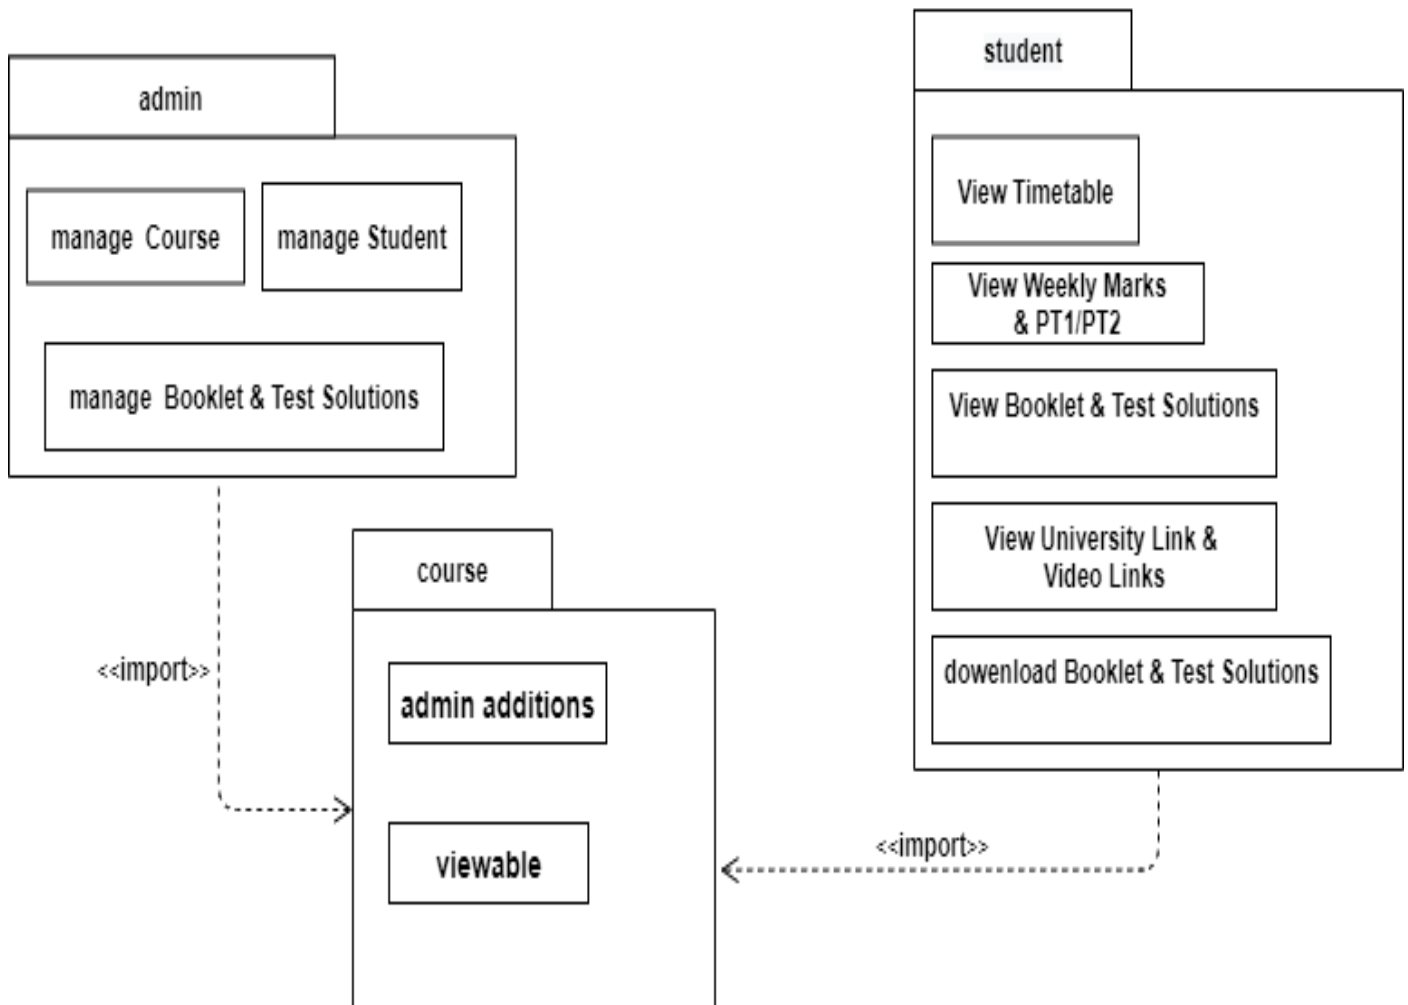 admin
manage Course
manage Student
manage Booklet & Test Solutions
<<import>>
course
admin additions
viewable
student
View Timetable
View Weekly Marks
& PT1/PT2
View Booklet & Test Solutions
View University Link &
Video Links
dowenload Booklet & Test Solutions
<<import>>